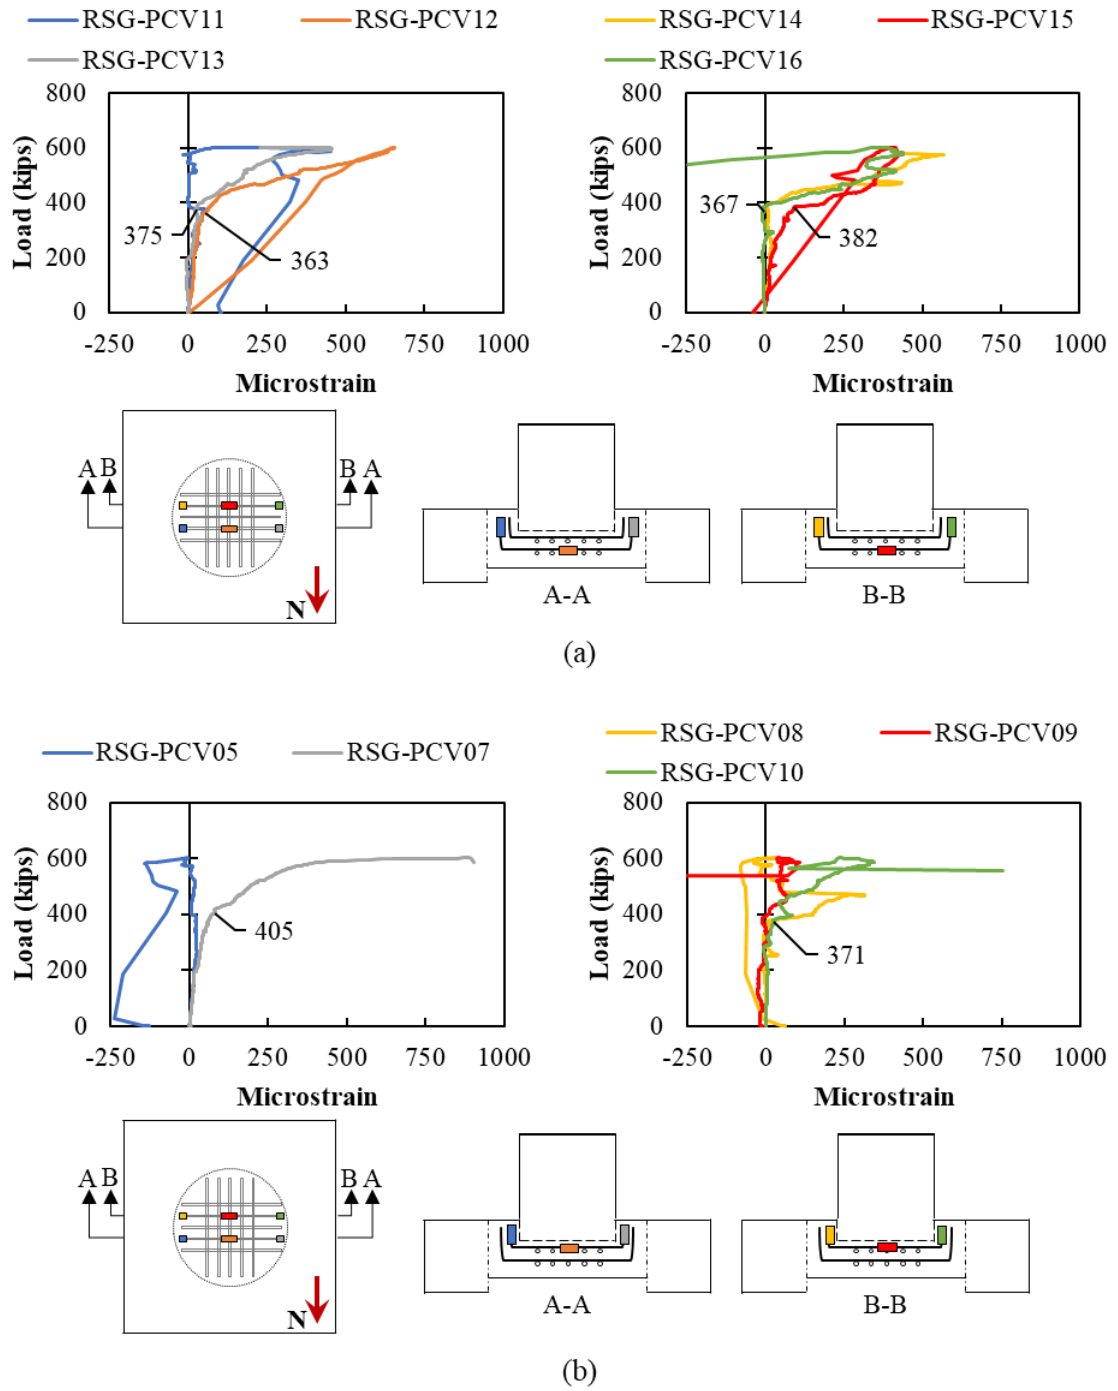 RSG-PCV11 RSG-PCV12
RSG-PCV13
RSG-PCV14 RSG-PCV15
RSG-PCV16
Load (kips)
800
600
400
200
0
375
363
-250 0 250 500 750 1000
Microstrain
Load (kips)
800
600
400
200
0
367
382
-250 0 250 500 750 1000
Microstrain
A B B A
N
A-A
B-B
(a)
RSG-PCV05 RSG-PCV07
RSG-PCV08 RSG-PCV09
RSG-PCV10
Load (kips)
800
600
400
200
0
405
-250 0 250 500 750 1000
Microstrain
Load (kips)
800
600
400
200
0
371
-250 0 250 500 750 1000
Microstrain
A B B A
N
A-A
B-B
(b)